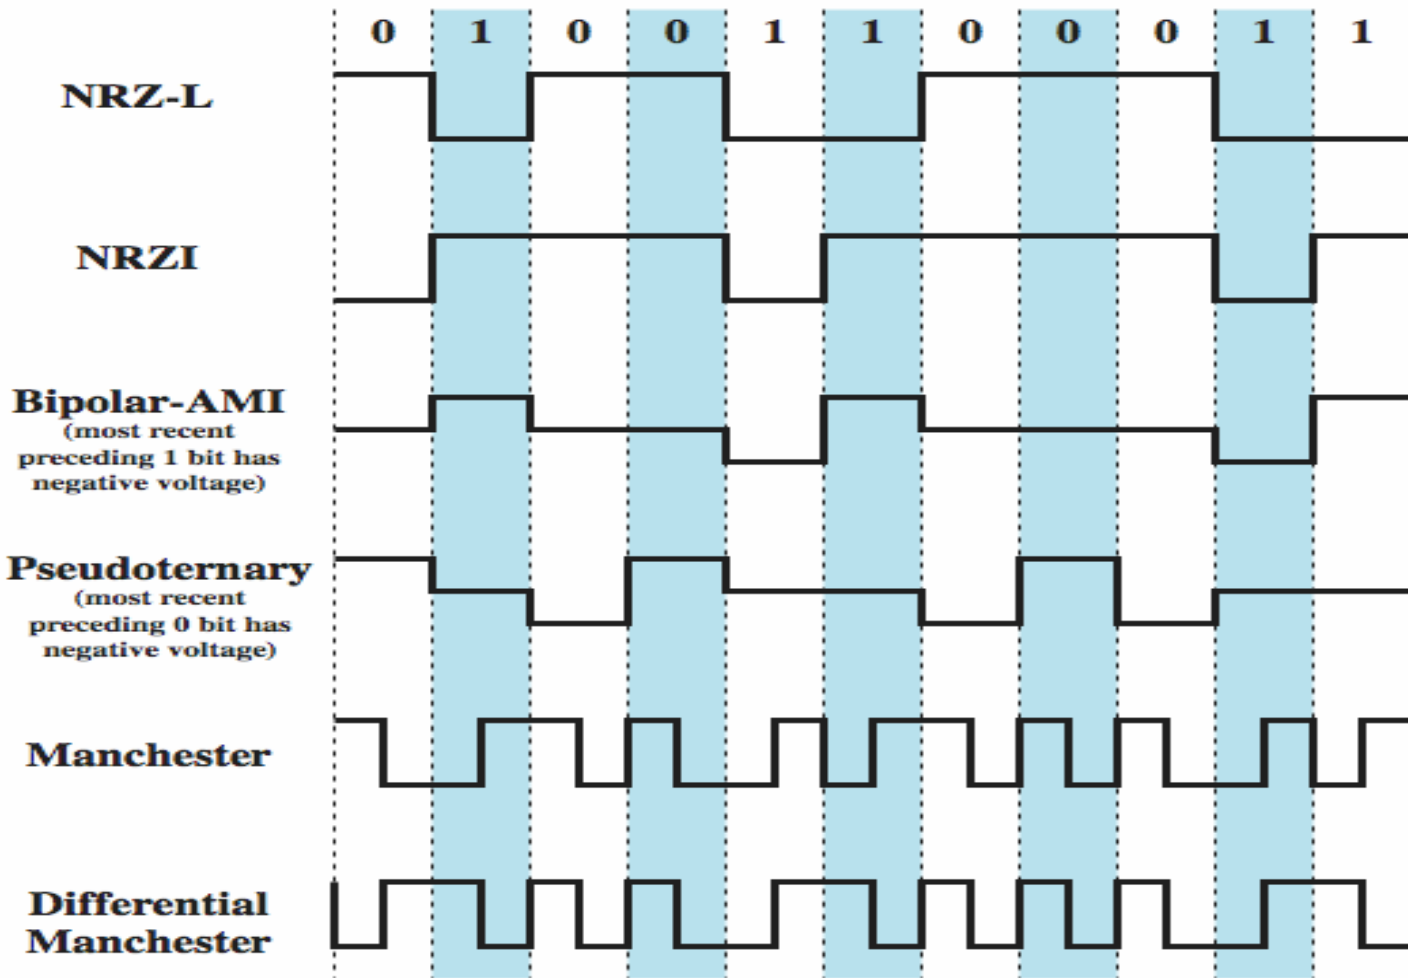 0 1 0 0 1 1 0 0 0 1 1
NRZ-L
NRZI
Bipolar-AMI
(most recent
preceding 1 bit has
negative voltage)
Pseudoternary
(most recent
preceding 0 bit has
negative voltage)
Manchester
Differential
Manchester